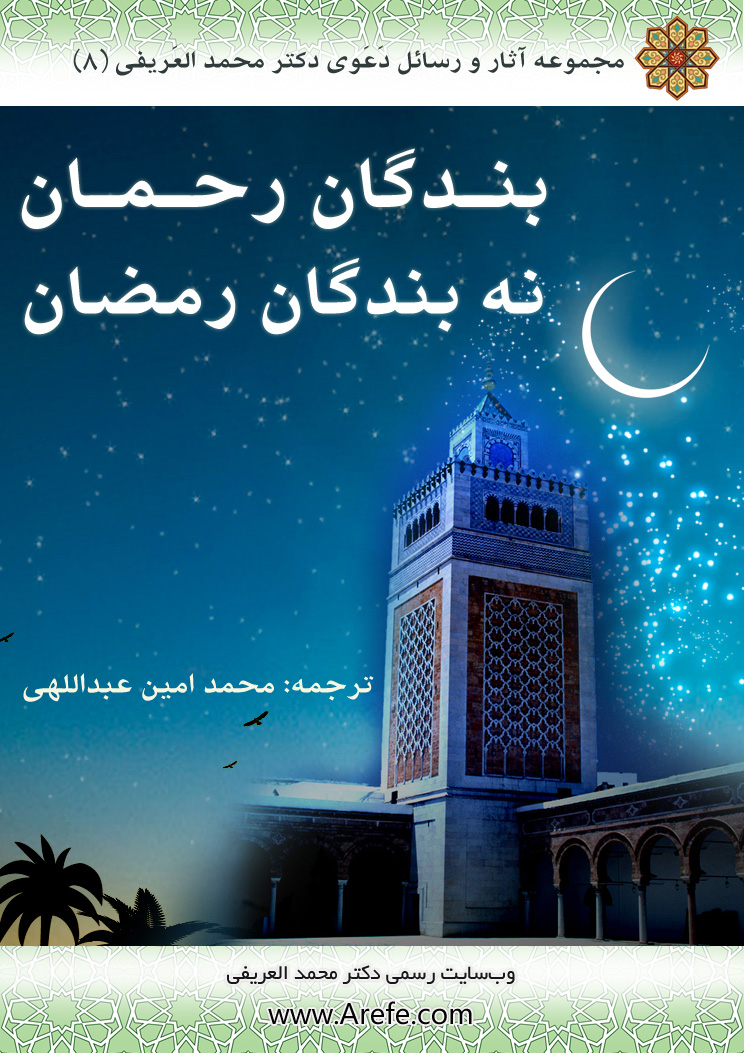 مجموعه آثار و رسائل دَعَوی دکتر محمد العَریفی (۸)
بنـدگان رحـمـان
نه بندگان رمضان
ترجمه: محمد امین عبداللهی
وب‌سایت رسمی دکتر محمد العریفی
www.Arefe.com